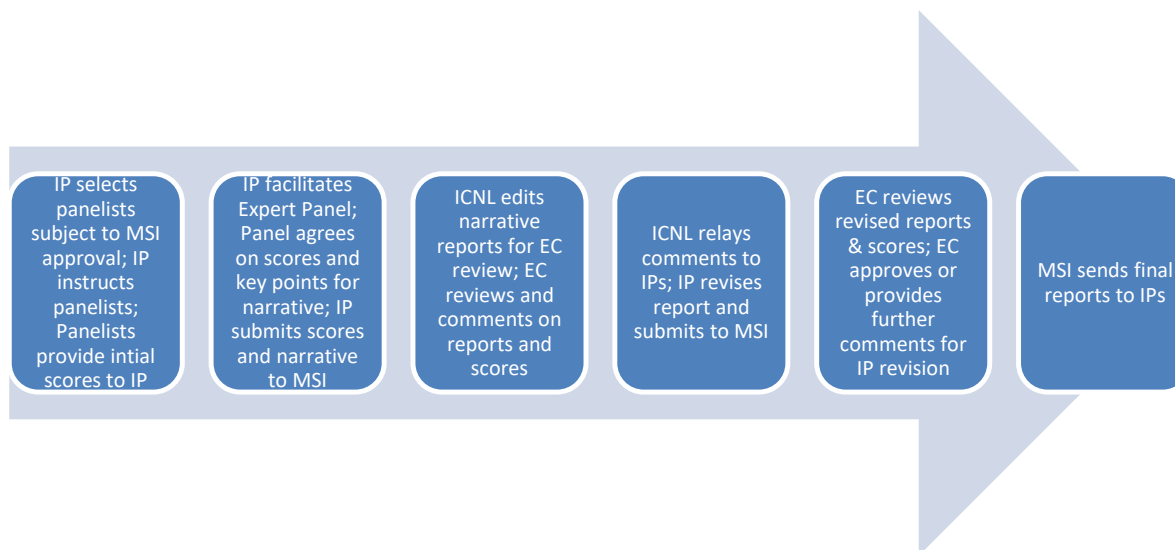 IP selects
panelists
subject to MSI
approval; IP
instructs
panelists;
Panelists
provide intial
scores to IP
IP facilitates
Expert Panel;
Panel agrees
on scores and
key points for
narrative; IP
submits scores
and narrative
to MSI
ICNL edits
narrative
reports for EC
review; EC
reviews and
comments on
reports and
scores
ICNL relays
comments to
IPs; IP revises
report and
submits to MSI
EC reviews
revised reports
& scores; EC
approves or
provides
further
comments for
IP revision
MSI sends final
reports to IPs